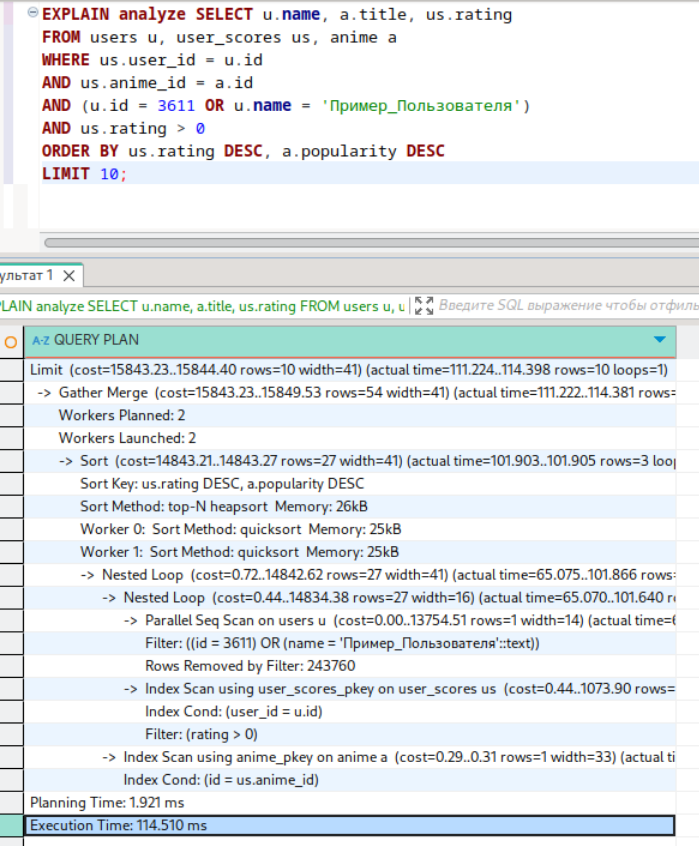 EXPLAIN analyze SELECT u.name, a.title, us.rating
FROM users u, user_scores us, anime a
WHERE us.user_id = u.id
AND us.anime_id = a.id
AND (u.id = 3611 OR u.name = 'Пример_Пользователя')
AND us.rating > 0
ORDER BY us.rating DESC, a.popularity DESC
LIMIT 10;
ультат 1 X
LAIN analyze SELECT u.name, a.title, us.rating FROM users u, u Введите SQL выражение чтобы отфиль
A-Z QUERY PLAN
Limit (cost=15843.23..15844.40 rows=10 width=41) (actual time=111.224..114.398 rows=10 loops=1)
-> Gather Merge (cost=15843.23..15849.53 rows=54 width=41) (actual time=111.222..114.381 rows=
Workers Planned: 2
Workers Launched: 2
-> Sort (cost=14843.21..14843.27 rows=27 width=41) (actual time=101.903..101.905 rows=3 loo
Sort Key: us.rating DESC, a.popularity DESC
Sort Method: top-N heapsort Memory: 26kB
Worker 0: Sort Method: quicksort Memory: 25kB
Worker 1: Sort Method: quicksort Memory: 25kB
-> Nested Loop (cost=0.72..14842.62 rows=27 width=41) (actual time=65.075..101.866 rows=
-> Nested Loop (cost=0.44..14834.38 rows=27 width=16) (actual time=65.070..101.640 r
-> Parallel Seq Scan on users u (cost=0.00..13754.51 rows=1 width=14) (actual time=
Filter: ((id = 3611) OR (name = 'Пример_Пользователя'::text))
Rows Removed by Filter: 243760
-> Index Scan using user_scores_pkey on user_scores us (cost=0.44..1073.90 rows=
Index Cond: (user_id = u.id)
Filter: (rating > 0)
-> Index Scan using anime_pkey on anime a (cost=0.29..0.31 rows=1 width=33) (actual ti
Index Cond: (id = us.anime_id)
Planning Time: 1.921 ms
Execution Time: 114.510 ms